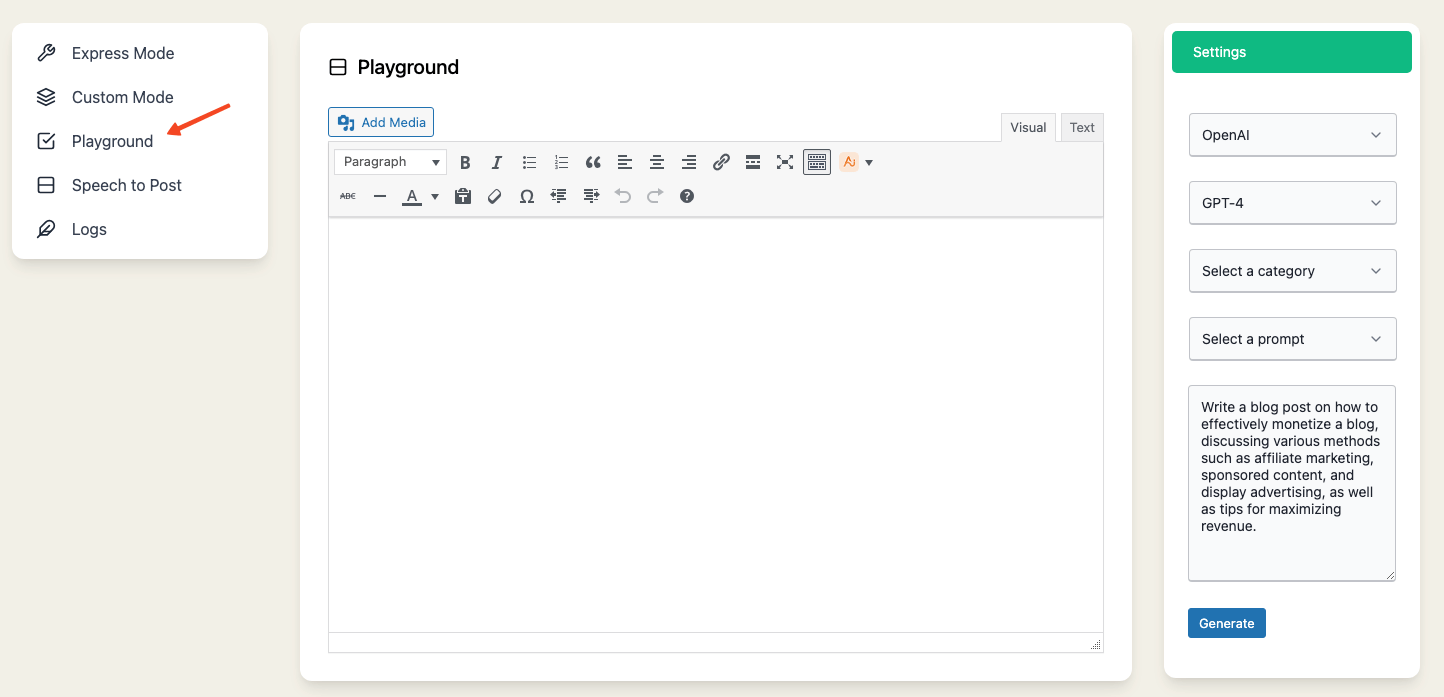 Express Mode
Custom Mode
Playground
Speech to Post
Logs
Playground
Add Media
Visual
Text
Paragraph
B
I
ABC
A
Ω
Settings
OpenAI
GPT-4
Select a category
Select a prompt
Write a blog post on how to
effectively monetize a blog,
discussing various methods
such as affiliate marketing,
sponsored content, and
display advertising, as well
as tips for maximizing
revenue.
Generate